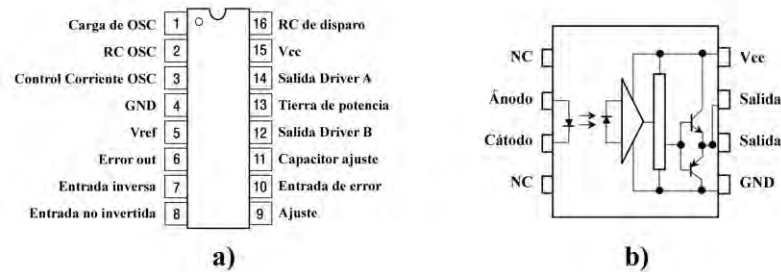 Carga de OSC 1 16 RC de disparo
RC OSC 2 15 Vcc
Control Corriente OSC 3 14 Salida Driver A
GND 4 13 Tierra de potencia
Vref 5 12 Salida Driver B
Error out 6 11 Capacitor ajuste
Entrada inversa 7 10 Entrada de error
Entrada no invertida 8 9 Ajuste
a)
NC Vcc
Ánodo Salida
Cátodo Salida
NC GND
b)